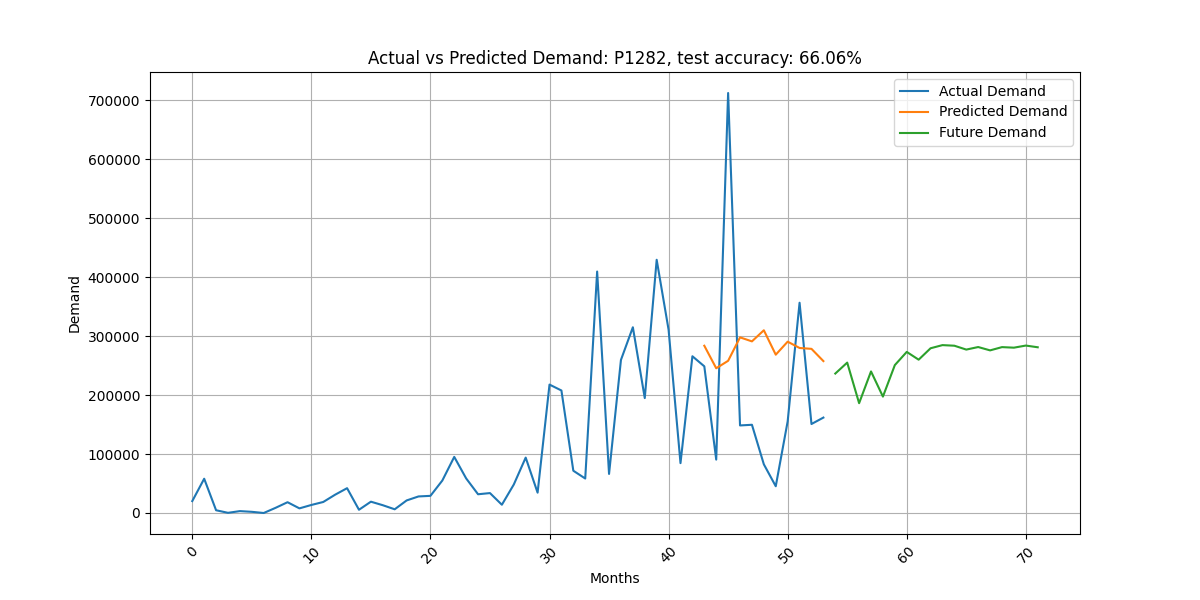 Actual vs Predicted Demand: P1282, test accuracy: 66.06%
Actual Demand
Predicted Demand
Future Demand
Demand
700000
600000
500000
400000
300000
200000
100000
0
0 10 20 30 40 50 60 70
Months